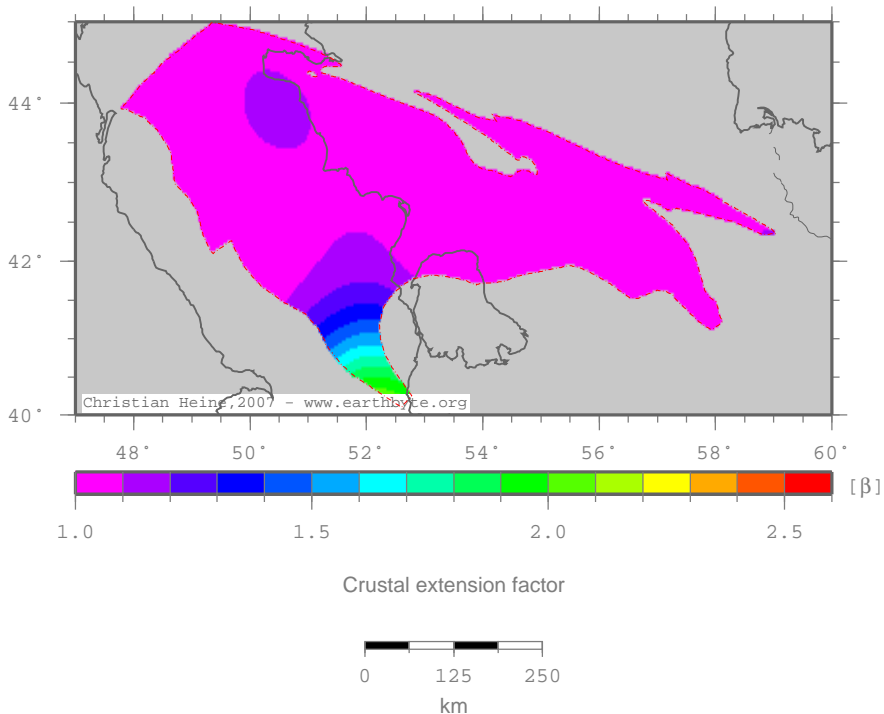 44°
42°
40°
Christian Heine,2007 - www.earthbyte.org
48° 50° 52° 54° 56° 58° 60°
[β]
1.0 1.5 2.0 2.5
Crustal extension factor
0 125 250
km